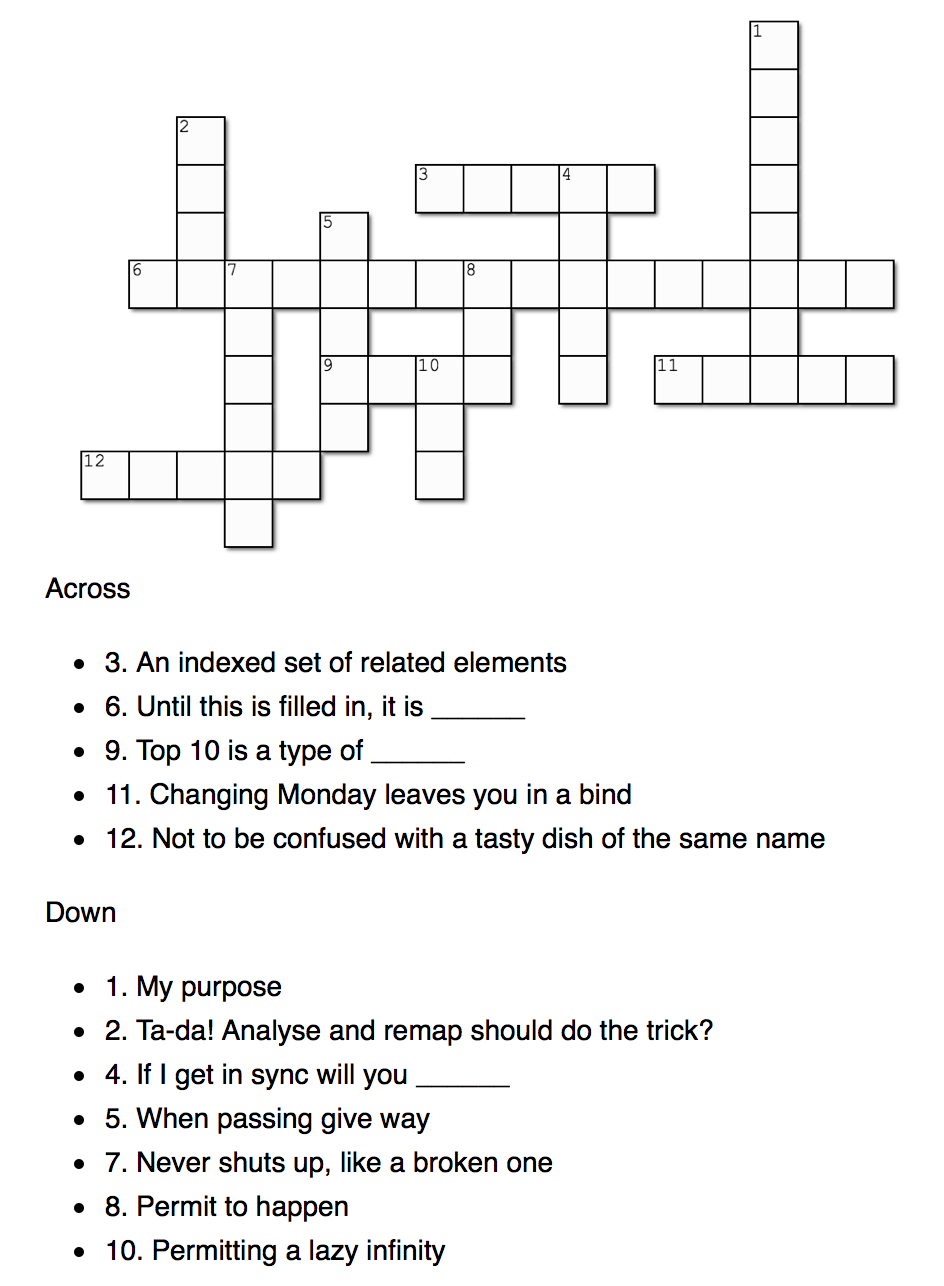 1
2
3 4
5
6 7 8
9 10 11
12
Across
• 3. An indexed set of related elements
• 6. Until this is filled in, it is ______
• 9. Top 10 is a type of ______
• 11. Changing Monday leaves you in a bind
• 12. Not to be confused with a tasty dish of the same name
Down
• 1. My purpose
• 2. Ta-da! Analyse and remap should do the trick?
• 4. If I get in sync will you ______
• 5. When passing give way
• 7. Never shuts up, like a broken one
• 8. Permit to happen
• 10. Permitting a lazy infinity